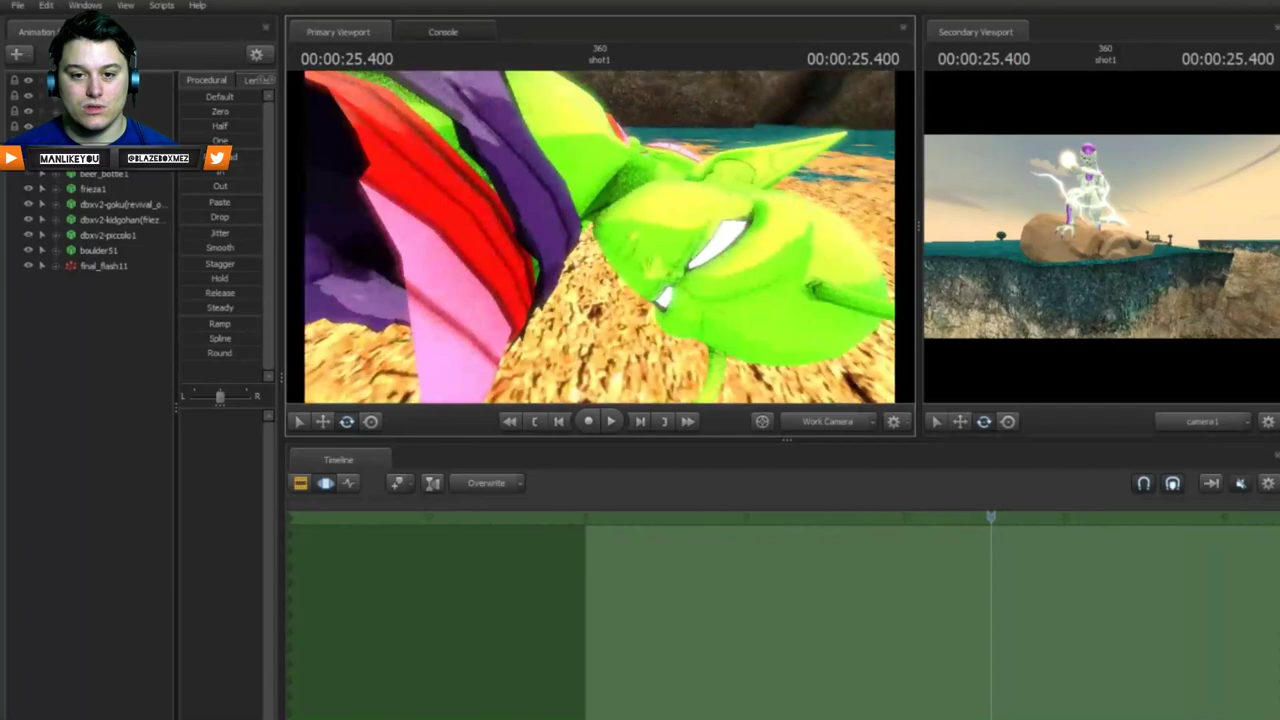 File Edit Windows View Scripts Help
Primary Viewport Console
Secondary Viewport
00:00:25.400
360
shot1
00:00:25.400
00:00:25.400
360
shot1
00:00:25.400
MANLIKEYOU
@BLAZEBOXMEZ
Procedural
Default
Zero
Half
One
In
Out
Paste
Drop
Jitter
Smooth
Stagger
Hold
Release
Steady
Ramp
Spline
Round
L R
beer_bottle1
frieza1
dbxv2-goku(revival_o...
dbxv2-kidgohan(friez...
dbxv2-piccolo1
boulder51
final_flash11
Work Camera
camera1
Timeline
Overwrite